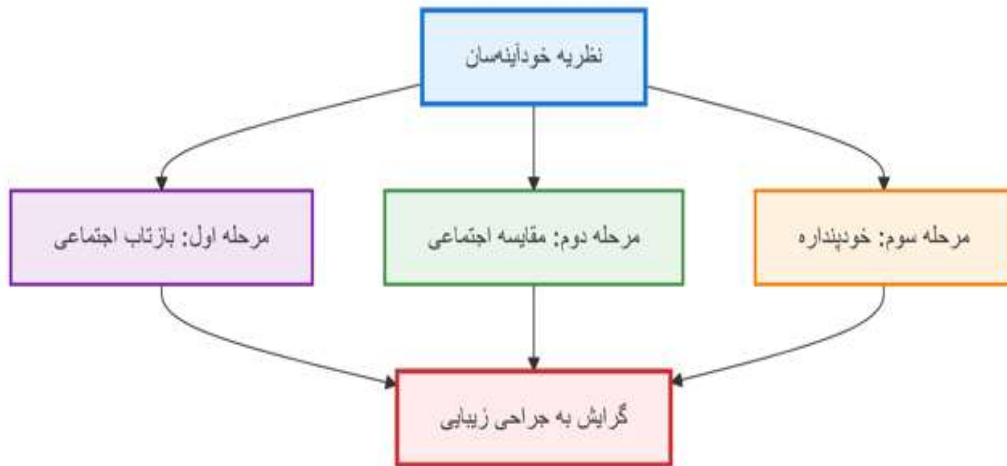 نظریه خودآینه‌سان
مرحله اول: بازتاب اجتماعی
مرحله دوم: مقایسه اجتماعی
مرحله سوم: خودپنداره
گرایش به جراحی زیبایی